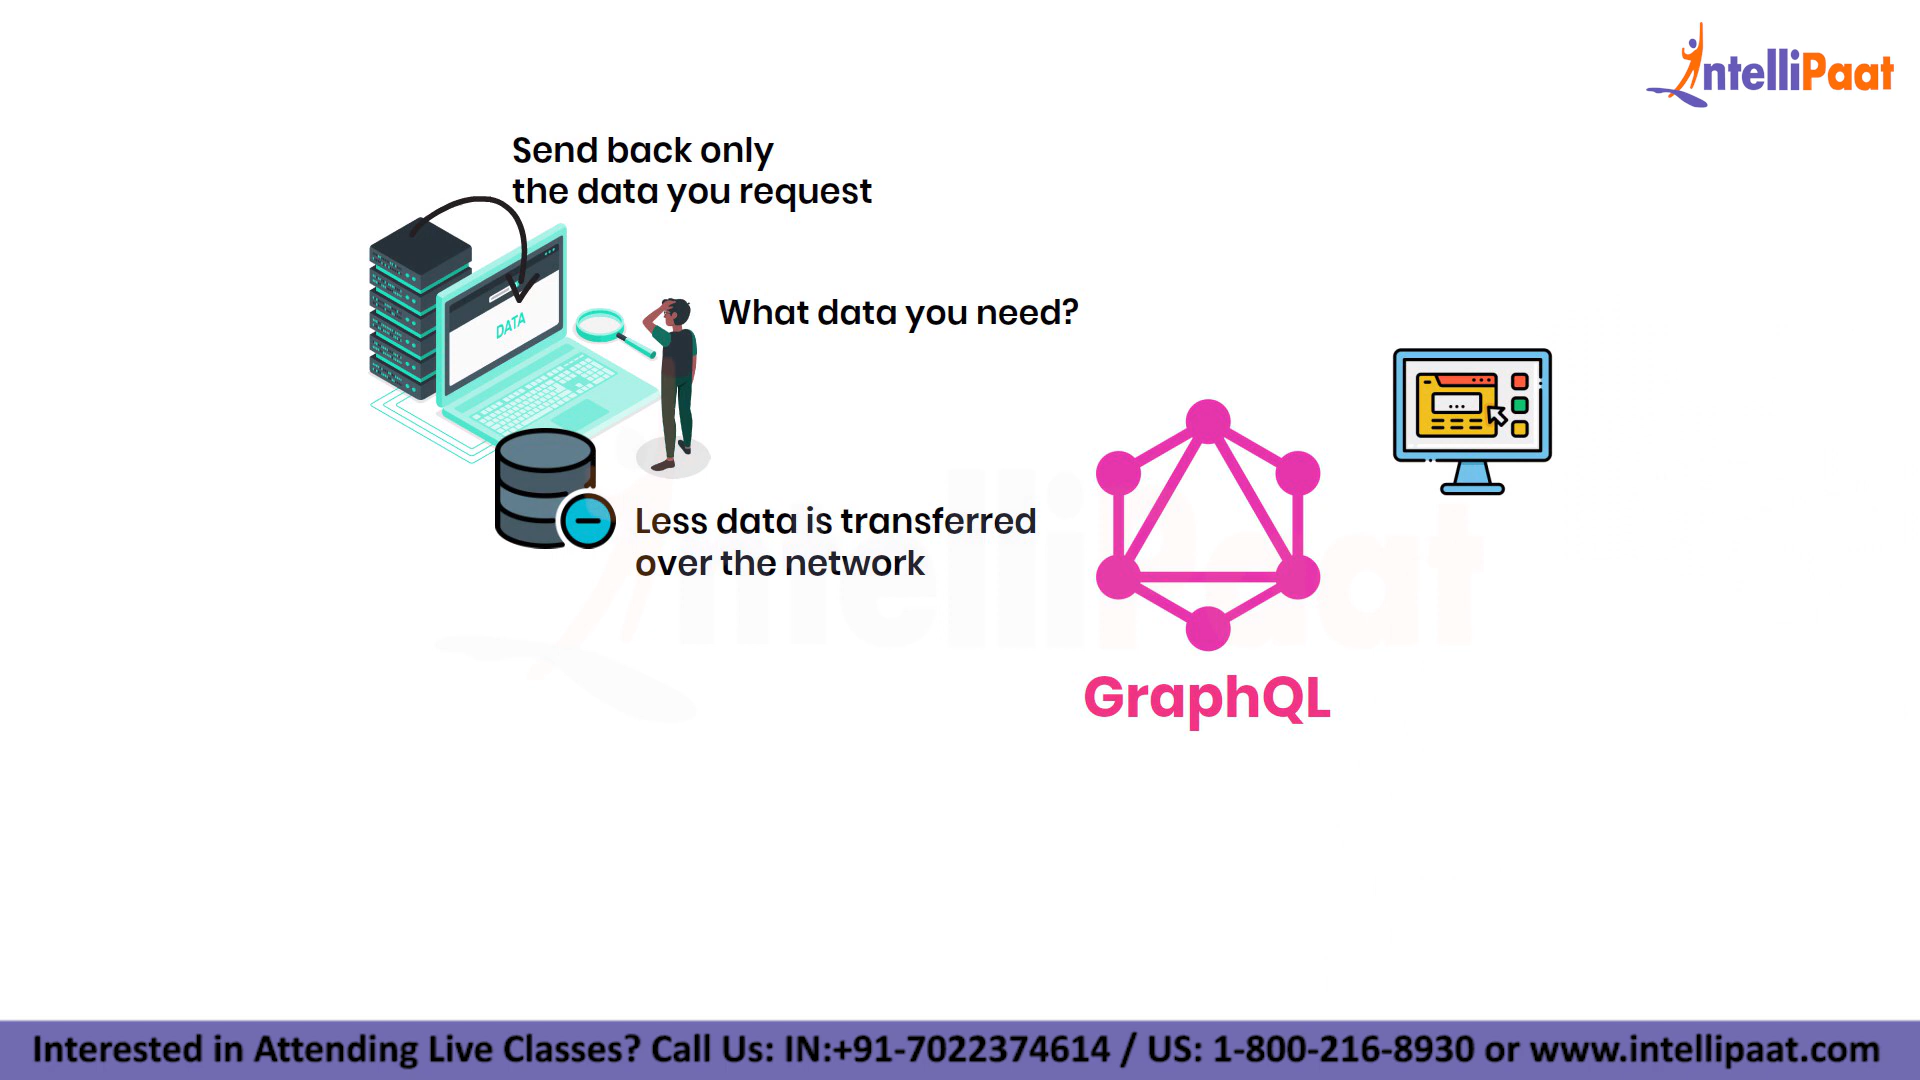 IntelliPaat
Send back only
the data you request
DATA
What data you need?
Less data is transferred
over the network
IntelliPaat
GraphQL
Interested in Attending Live Classes? Call Us: IN:+91-7022374614 / US: 1-800-216-8930 or www.intellipaat.com